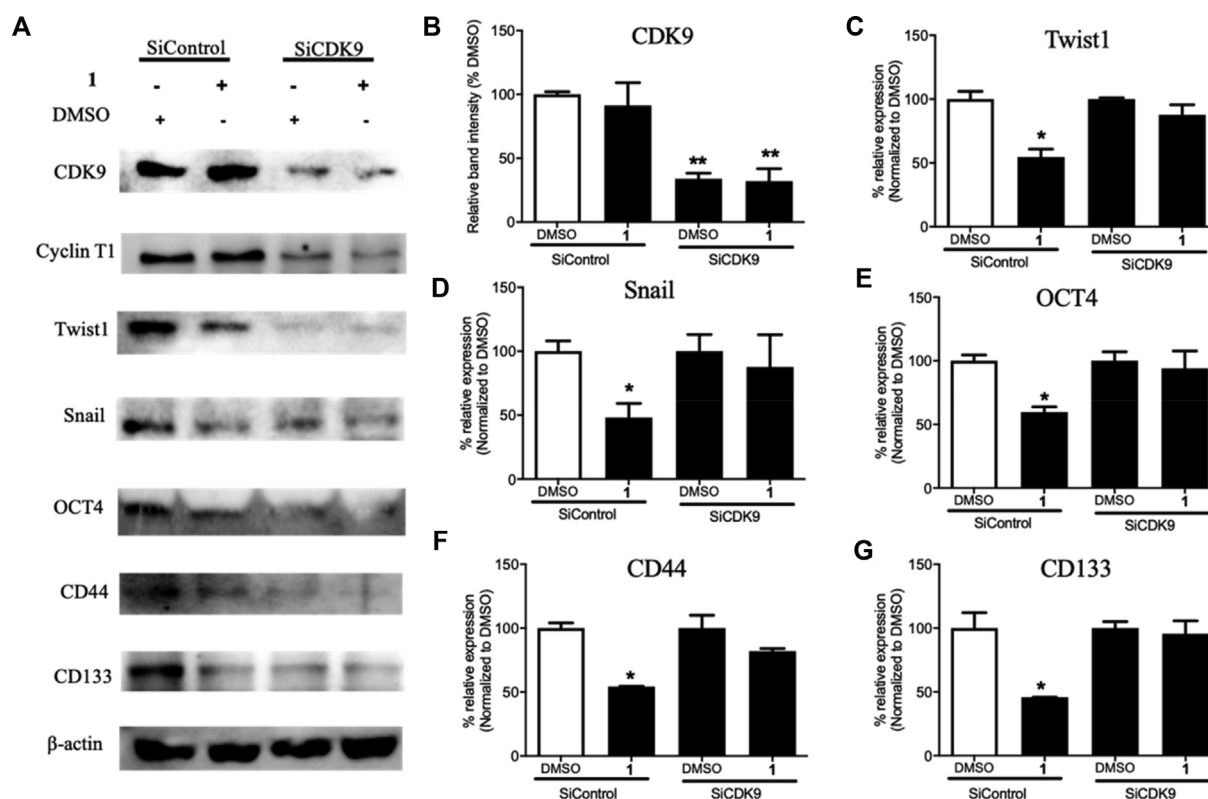 A
SiControl SiCDK9
1 - + - +
DMSO + - + -
CDK9
Cyclin T1
Twist1
Snail
OCT4
CD44
CD133
β-actin
B
CDK9
Relative band intensity (% DMSO)
150
100
50
0
** **
DMSO 1 DMSO 1
SiControl SiCDK9
C
Twist1
% relative expression
(Normalized to DMSO)
150
100
50
0
*
DMSO 1 DMSO 1
SiControl SiCDK9
D
Snail
% relative expression
(Normalized to DMSO)
150
100
50
0
*
DMSO 1 DMSO 1
SiControl SiCDK9
E
OCT4
% relative expression
(Normalized to DMSO)
150
100
50
0
*
DMSO 1 DMSO 1
SiControl SiCDK9
F
CD44
% relative expression
(Normalized to DMSO)
150
100
50
0
*
DMSO 1 DMSO 1
SiControl SiCDK9
G
CD133
% relative expression
(Normalized to DMSO)
150
100
50
0
*
DMSO 1 DMSO 1
SiControl SiCDK9